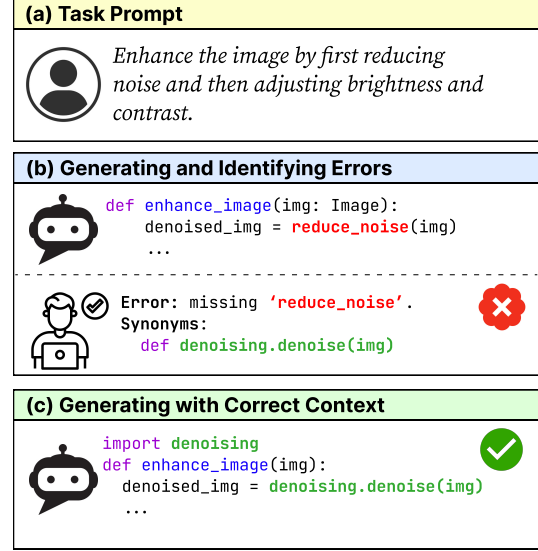 (a) Task Prompt
Enhance the image by first reducing
noise and then adjusting brightness and
contrast.
(b) Generating and Identifying Errors
def enhance_image(img: Image):
denoised_img = reduce_noise(img)
...
Error: missing ‘reduce_noise’.
Synonyms:
def denoising.denoise(img)
(c) Generating with Correct Context
import denoising
def enhance_image(img):
denoised_img = denoising.denoise(img)
...